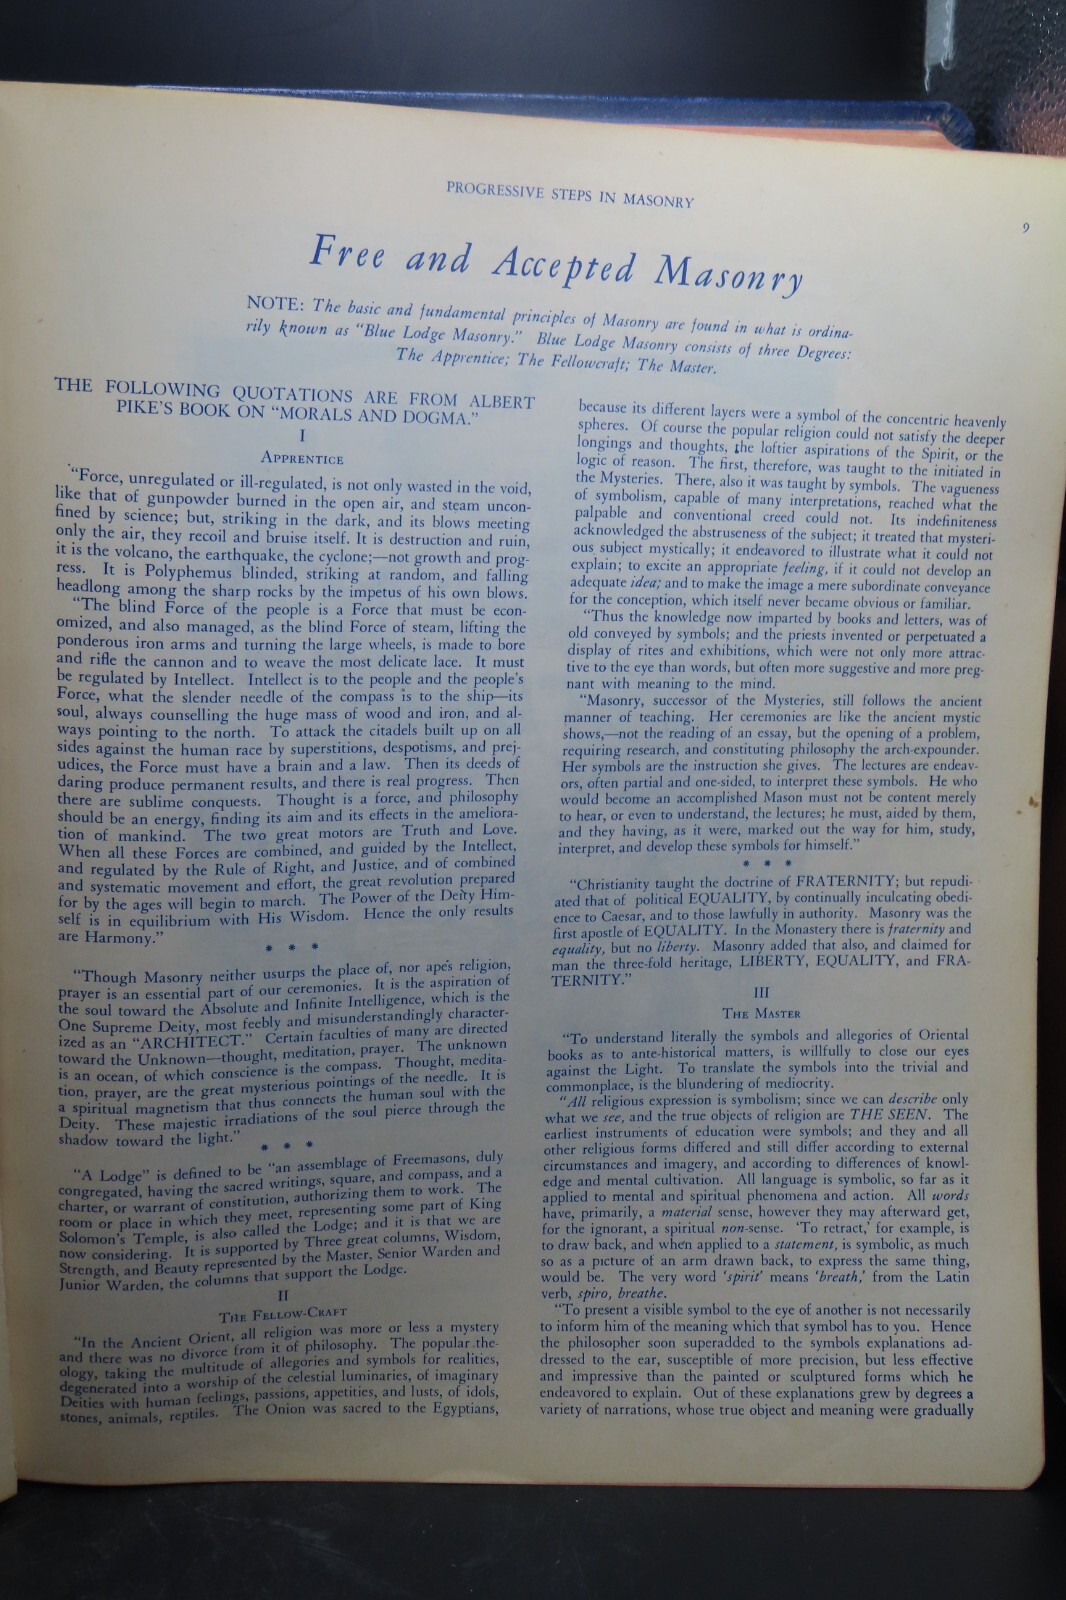 PROGRESSIVE STEPS IN MASONRY
9
Free and Accepted Masonry
NOTE: The basic and fundamental principles of Masonry are found in what is ordina-
rily known as "Blue Lodge Masonry." Blue Lodge Masonry consists of three Degrees:
The Apprentice; The Fellowcraft; The Master.
THE FOLLOWING QUOTATIONS ARE FROM ALBERT
PIKE'S BOOK ON "MORALS AND DOGMA."
I
APPRENTICE
"Force, unregulated or ill-regulated, is not only wasted in the void,
like that of gunpowder burned in the open air, and steam uncon-
fined by science; but, striking in the dark, and its blows meeting
only the air, they recoil and bruise itself. It is destruction and ruin,
it is the volcano, the earthquake, the cyclone;—not growth and prog-
ress. It is Polyphemus blinded, striking at random, and falling
headlong among the sharp rocks by the impetus of his own blows.
"The blind Force of the people is a Force that must be econ-
omized, and also managed, as the blind Force of steam, lifting the
ponderous iron arms and turning the large wheels, is made to bore
and rifle the cannon and to weave the most delicate lace. It must
be regulated by Intellect. Intellect is to the people and the people's
Force, what the slender needle of the compass is to the ship—its
soul, always counselling the huge mass of wood and iron, and al-
ways pointing to the north. To attack the citadels built up on all
sides against the human race by superstitions, despotisms, and prej-
udices, the Force must have a brain and a law. Then its deeds of
daring produce permanent results, and there is real progress. Then
there are sublime conquests. Thought is a force, and philosophy
should be an energy, finding its aim and its effects in the ameliora-
tion of mankind. The two great motors are Truth and Love.
When all these Forces are combined, and guided by the Intellect,
and regulated by the Rule of Right, and Justice, and of combined
and systematic movement and effort, the great revolution prepared
for by the ages will begin to march. The Power of the Deity Him-
self is in equilibrium with His Wisdom. Hence the only results
are Harmony."
* * *
"Though Masonry neither usurps the place of, nor apes religion,
prayer is an essential part of our ceremonies. It is the aspiration of
the soul toward the Absolute and Infinite Intelligence, which is the
One Supreme Deity, most feebly and misunderstandingly character-
ized as an "ARCHITECT." Certain faculties of many are directed
toward the Unknown—thought, meditation, prayer. The unknown
is an ocean, of which conscience is the compass. Thought, medita-
tion, prayer, are the great mysterious pointings of the needle. It is
a spiritual magnetism that thus connects the human soul with the
Deity. These majestic irradiations of the soul pierce through the
shadow toward the light."
* * *
"A Lodge" is defined to be "an assemblage of Freemasons, duly
congregated, having the sacred writings, square, and compass, and a
charter, or warrant of constitution, authorizing them to work. The
room or place in which they meet, representing some part of King
Solomon's Temple, is also called the Lodge; and it is that we are
now considering. It is supported by Three great columns, Wisdom,
Strength, and Beauty represented by the Master, Senior Warden and
Junior Warden, the columns that support the Lodge.
II
THE FELLOW-CRAFT
"In the Ancient Orient, all religion was more or less a mystery
and there was no divorce from it of philosophy. The popular the-
ology, taking the multitude of allegories and symbols for realities,
degenerated into a worship of the celestial luminaries, of imaginary
Deities with human feelings, passions, appetities, and lusts, of idols,
stones, animals, reptiles. The Onion was sacred to the Egyptians,
because its different layers were a symbol of the concentric heavenly
spheres. Of course the popular religion could not satisfy the deeper
longings and thoughts, the loftier aspirations of the Spirit, or the
logic of reason. The first, therefore, was taught to the initiated in
the Mysteries. There, also it was taught by symbols. The vagueness
of symbolism, capable of many interpretations, reached what the
palpable and conventional creed could not. Its indefiniteness
acknowledged the abstruseness of the subject; it treated that mysteri-
ous subject mystically; it endeavored to illustrate what it could not
explain; to excite an appropriate feeling, if it could not develop an
adequate idea; and to make the image a mere subordinate conveyance
for the conception, which itself never became obvious or familiar.
"Thus the knowledge now imparted by books and letters, was of
old conveyed by symbols; and the priests invented or perpetuated a
display of rites and exhibitions, which were not only more attrac-
tive to the eye than words, but often more suggestive and more preg-
nant with meaning to the mind.
"Masonry, successor of the Mysteries, still follows the ancient
manner of teaching. Her ceremonies are like the ancient mystic
shows,—not the reading of an essay, but the opening of a problem,
requiring research, and constituting philosophy the arch-expounder.
Her symbols are the instruction she gives. The lectures are endeav-
ors, often partial and one-sided, to interpret these symbols. He who
would become an accomplished Mason must not be content merely
to hear, or even to understand, the lectures; he must, aided by them,
and they having, as it were, marked out the way for him, study,
interpret, and develop these symbols for himself."
* * *
"Christianity taught the doctrine of FRATERNITY; but repudi-
ated that of political EQUALITY, by continually inculcating obedi-
ence to Caesar, and to those lawfully in authority. Masonry was the
first apostle of EQUALITY. In the Monastery there is fraternity and
equality, but no liberty. Masonry added that also, and claimed for
man the three-fold heritage, LIBERTY, EQUALITY, and FRA-
TERNITY."
III
THE MASTER
"To understand literally the symbols and allegories of Oriental
books as to ante-historical matters, is willfully to close our eyes
against the Light. To translate the symbols into the trivial and
commonplace, is the blundering of mediocrity.
"All religious expression is symbolism; since we can describe only
what we see, and the true objects of religion are THE SEEN. The
earliest instruments of education were symbols; and they and all
other religious forms differed and still differ according to external
circumstances and imagery, and according to differences of knowl-
edge and mental cultivation. All language is symbolic, so far as it
applied to mental and spiritual phenomena and action. All words
have, primarily, a material sense, however they may afterward get,
for the ignorant, a spiritual non-sense. 'To retract,' for example, is
to draw back, and when applied to a statement, is symbolic, as much
so as a picture of an arm drawn back, to express the same thing,
would be. The very word 'spirit' means 'breath,' from the Latin
verb, spiro, breathe.
"To present a visible symbol to the eye of another is not necessarily
to inform him of the meaning which that symbol has to you. Hence
the philosopher soon superadded to the symbols explanations ad-
dressed to the ear, susceptible of more precision, but less effective
and impressive than the painted or sculptured forms which he
endeavored to explain. Out of these explanations grew by degrees a
variety of narrations, whose true object and meaning were gradually